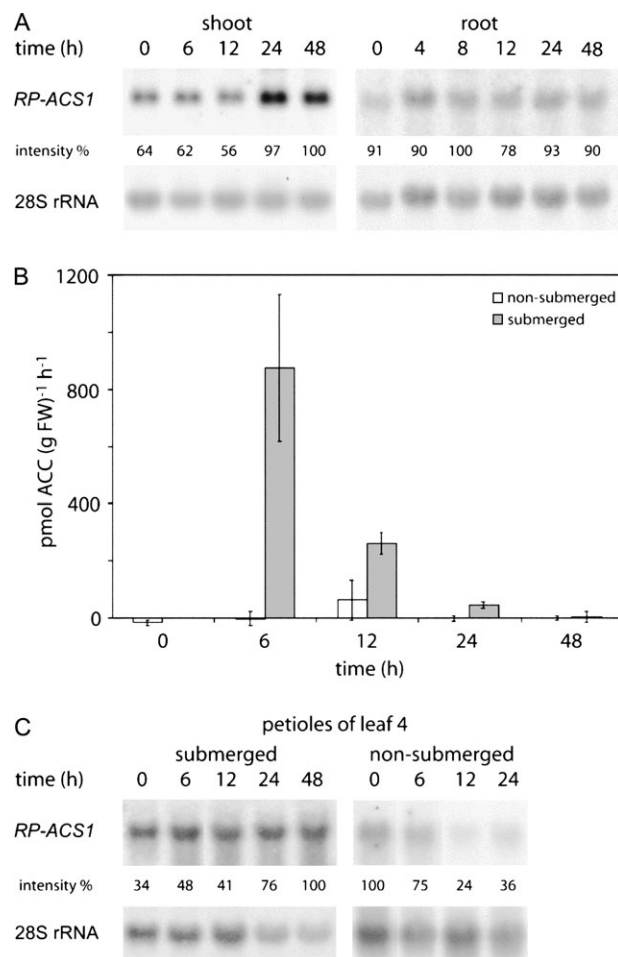 A
shoot root
time (h) 0 6 12 24 48 0 4 8 12 24 48
RP-ACS1
intensity % 64 62 56 97 100 91 90 100 78 93 90
28S rRNA
B
1200
non-submerged
submerged
800
400
0
pmol ACC (g FW)-1 h-1
0 6 12 24 48
time (h)
C petioles of leaf 4
submerged non-submerged
time (h) 0 6 12 24 48 0 6 12 24
RP-ACS1
intensity % 34 48 41 76 100 100 75 24 36
28S rRNA